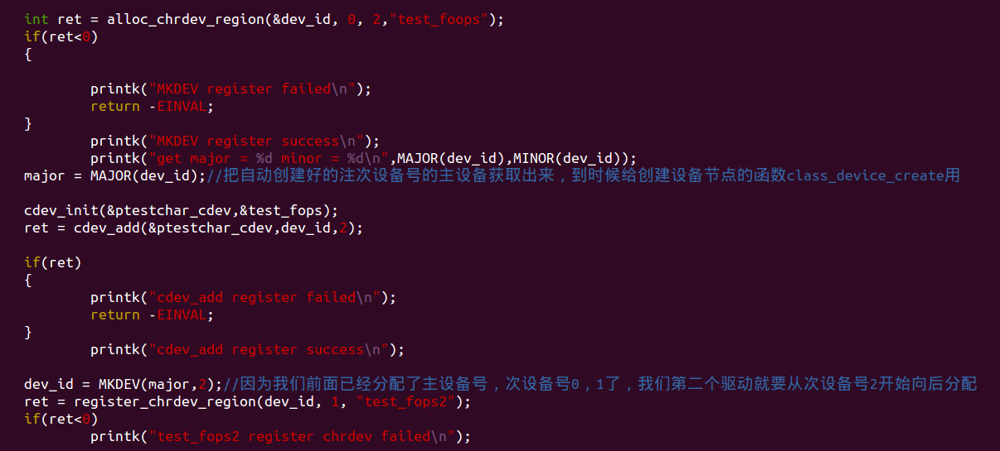 int ret = alloc_chrdev_region(&dev_id, 0, 2,"test_foops");
if(ret<0)
{
printk("MKDEV register failed\n");
return -EINVAL;
}
printk("MKDEV register success\n");
printk("get major = %d minor = %d\n",MAJOR(dev_id),MINOR(dev_id));
major = MAJOR(dev_id);//把自动创建好的注次设备号的主设备获取出来，到时候给创建设备节点的函数class_device_create用
cdev_init(&ptestchar_cdev,&test_fops);
ret = cdev_add(&ptestchar_cdev,dev_id,2);
if(ret)
{
printk("cdev_add register failed\n");
return -EINVAL;
}
printk("cdev_add register success\n");
dev_id = MKDEV(major,2);//因为我们前面已经分配了主设备号，次设备号0，1了，我们第二个驱动就要从次设备号2开始向后分配
ret = register_chrdev_region(dev_id, 1, "test_fops2");
if(ret<0)
printk("test_fops2 register chrdev failed\n");